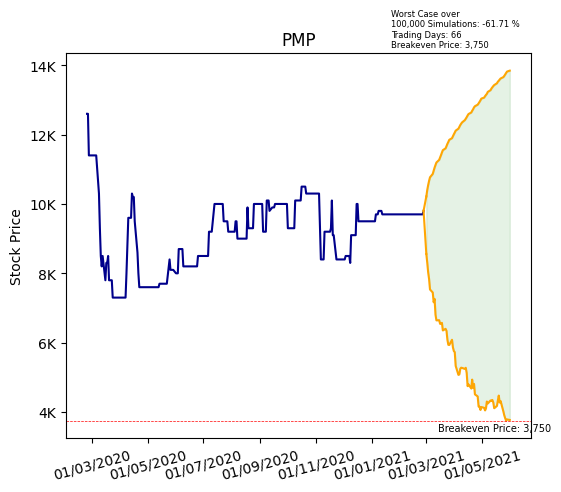 Worst Case over
100,000 Simulations: -61.71 %
Trading Days: 66
Breakeven Price: 3,750
PMP
Stock Price
14K
12K
10K
8K
6K
4K
Breakeven Price: 3,750
01/03/2020
01/05/2020
01/07/2020
01/09/2020
01/11/2020
01/01/2021
01/03/2021
01/05/2021